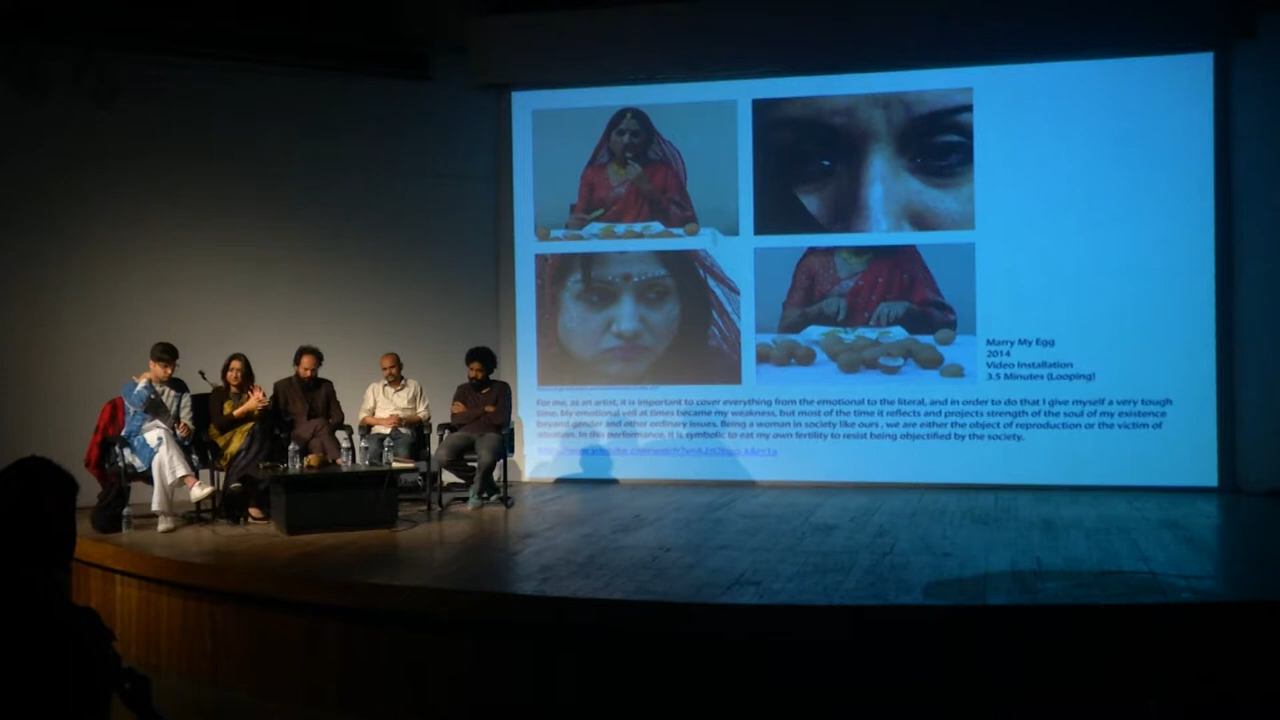 Marry My Egg
2014
Video Installation
3.5 Minutes (Looping)
For me, as an artist, it is important to cover everything from the emotional to the literal, and in order to do that I give myself a very tough
time. My emotional veil at times became my weakness, but most of the time it reflects and projects strength of the soul of my existence
beyond gender and other ordinary issues. Being a woman in society like ours , we are either the object of reproduction or the victim of
. In this performance, it is symbolic to eat my own fertility to resist being objectified by the society.